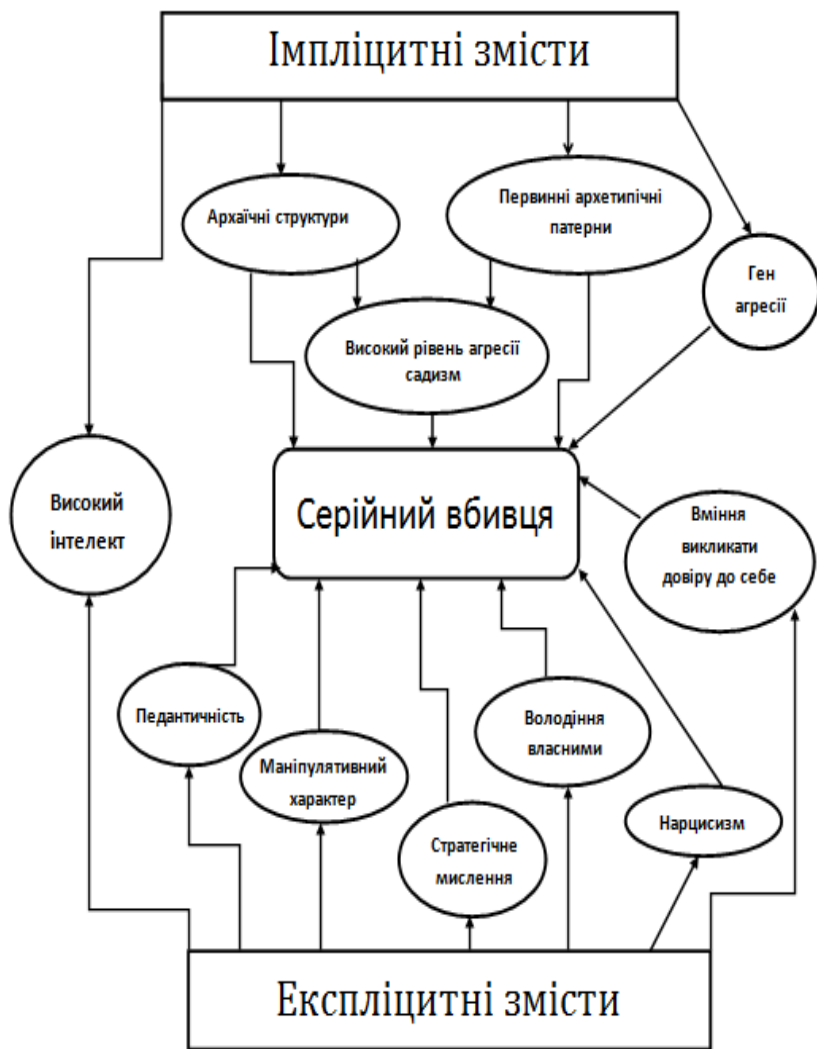 Імпліцитні змісти
Архаїчні структури
Первинні архетипічні
патерни
Ген
агресії
Високий рівень агресії
садизм
Високий
інтелект
Серійний вбивця
Вміння
викликати
довіру до себе
Педантичність
Маніпулятивний
характер
Володіння
власними
Стратегічне
мислення
Нарцисизм
Експліцитні змісти